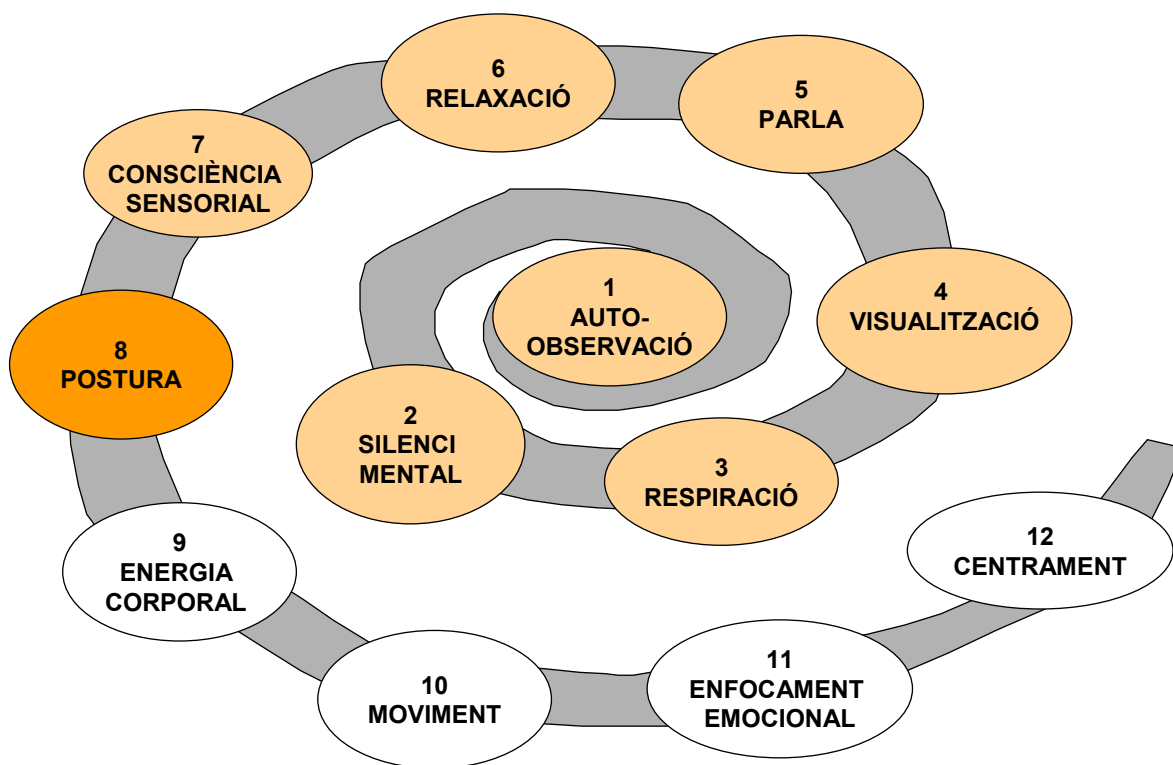 1
AUTO-
OBSERVACIÓ
2
SILENCI
MENTAL
3
RESPIRACIÓ
4
VISUALITZACIÓ
5
PARLA
6
RELAXACIÓ
7
CONSCIÈNCIA
SENSORIAL
8
POSTURA
9
ENERGIA
CORPORAL
10
MOVIMENT
11
ENFOCAMENT
EMOCIONAL
12
CENTRAMENT